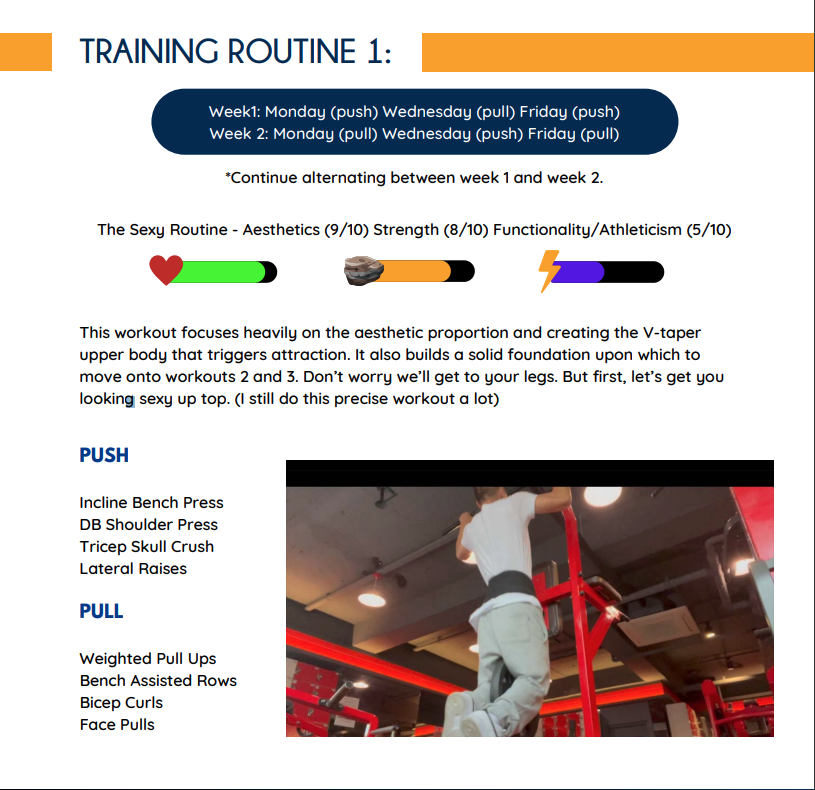 TRAINING ROUTINE 1:
Week1: Monday (push) Wednesday (pull) Friday (push)
Week 2: Monday (pull) Wednesday (push) Friday (pull)
*Continue alternating between week 1 and week 2.
The Sexy Routine - Aesthetics (9/10) Strength (8/10) Functionality/Athleticism (5/10)
This workout focuses heavily on the aesthetic proportion and creating the V-taper
upper body that triggers attraction. It also builds a solid foundation upon which to
move onto workouts 2 and 3. Don’t worry we’ll get to your legs. But first, let’s get you
looking sexy up top. (I still do this precise workout a lot)
PUSH
Incline Bench Press
DB Shoulder Press
Tricep Skull Crush
Lateral Raises
PULL
Weighted Pull Ups
Bench Assisted Rows
Bicep Curls
Face Pulls